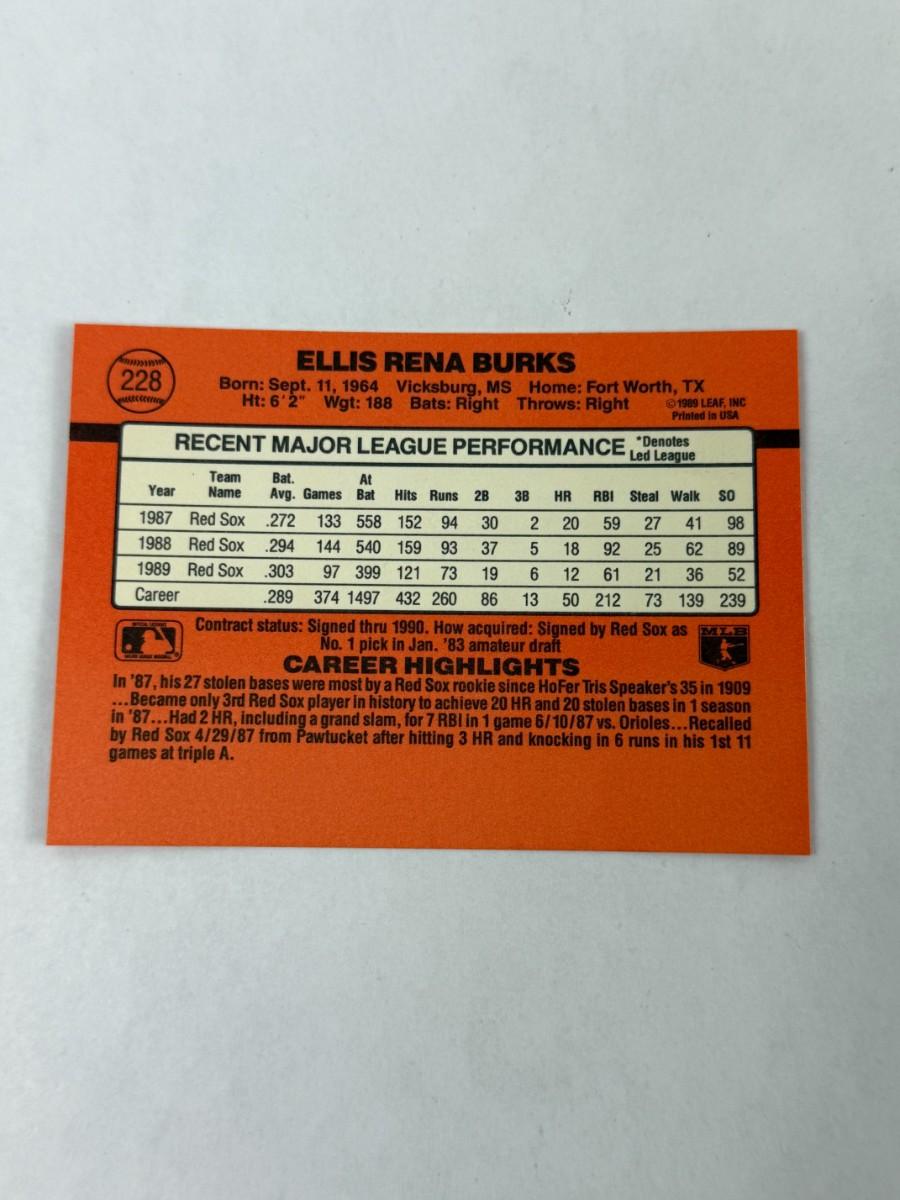 228
ELLIS RENA BURKS
Born: Sept. 11, 1964 Vicksburg, MS Home: Fort Worth, TX
Ht: 6'2" Wgt: 188 Bats: Right Throws: Right ©1989 LEAF, INC
Printed in USA
RECENT MAJOR LEAGUE PERFORMANCE *Denotes Led League
Year Team Name Bat. Avg. Games At Bat Hits Runs 2B 3B HR RBI Steal Walk SO
1987 Red Sox .272 133 558 152 94 30 2 20 59 27 41 98
1988 Red Sox .294 144 540 159 93 37 5 18 92 25 62 89
1989 Red Sox .303 97 399 121 73 19 6 12 61 21 36 52
Career .289 374 1497 432 260 86 13 50 212 73 139 239
Contract status: Signed thru 1990. How acquired: Signed by Red Sox as
No. 1 pick in Jan. '83 amateur draft
MLB
CAREER HIGHLIGHTS
In '87, his 27 stolen bases were most by a Red Sox rookie since HoFer Tris Speaker's 35 in 1909
...Became only 3rd Red Sox player in history to achieve 20 HR and 20 stolen bases in 1 season
in '87...Had 2 HR, including a grand slam, for 7 RBI in 1 game 6/10/87 vs. Orioles...Recalled
by Red Sox 4/29/87 from Pawtucket after hitting 3 HR and knocking in 6 runs in his 1st 11
games at triple A.